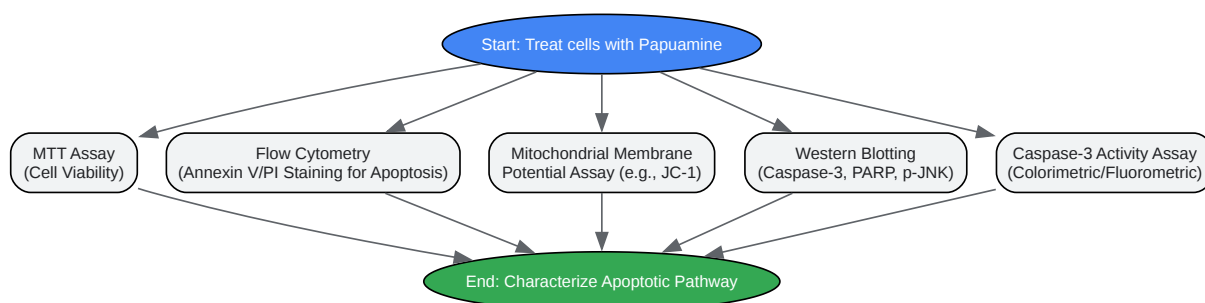 Start: Treat cells with Papuamine
MTT Assay
(Cell Viability)
Flow Cytometry
(Annexin V/PI Staining for Apoptosis)
Mitochondrial Membrane
Potential Assay (e.g., JC-1)
Western Blotting
(Caspase-3, PARP, p-JNK)
Caspase-3 Activity Assay
(Colorimetric/Fluorometric)
End: Characterize Apoptotic Pathway